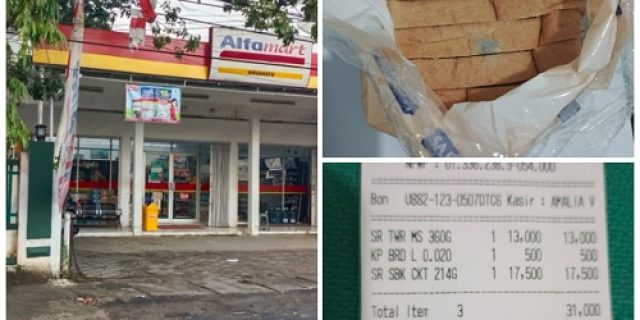 Alfamart
NPWP : 01.336.238.9-054.000
Bon U882-123-0507DTC6 Kasir : AMALIA V
SR TWR MS 360G 1 13,000 13,000
KP BRD L 0.020 1 500 500
SR SBK CKT 214G 1 17,500 17,500
Total Item 3 31,000